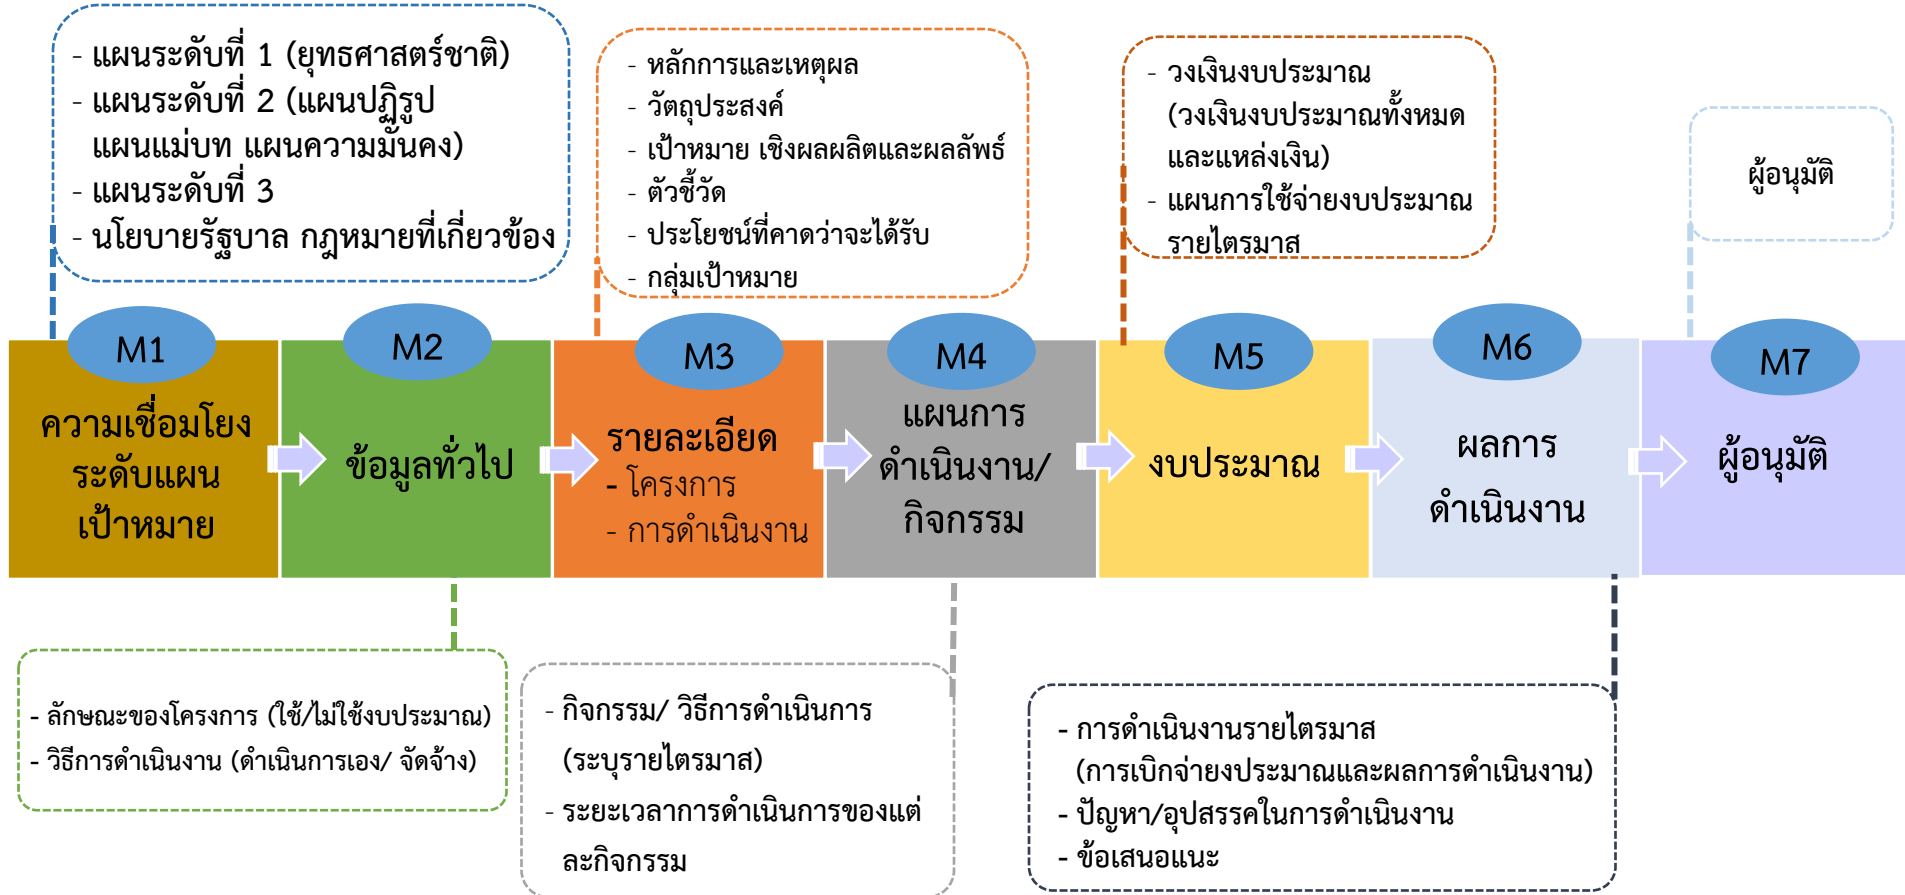 - แผนระดับที่ 1 (ยุทธศาสตร์ชาติ)
- แผนระดับที่ 2 (แผนปฏิรูป
แผนแม่บท แผนความมั่นคง)
- แผนระดับที่ 3
- นโยบายรัฐบาล กฎหมายที่เกี่ยวข้อง
- หลักการและเหตุผล
- วัตถุประสงค์
- เป้าหมาย เชิงผลผลิตและผลลัพธ์
- ตัวชี้วัด
- ประโยชน์ที่คาดว่าจะได้รับ
- กลุ่มเป้าหมาย
- วงเงินงบประมาณ
(วงเงินงบประมาณทั้งหมด
และแหล่งเงิน)
- แผนการใช้จ่ายงบประมาณ
รายไตรมาส
ผู้อนุมัติ
M1
ความเชื่อมโยง
ระดับแผน
เป้าหมาย
M2
ข้อมูลทั่วไป
M3
รายละเอียด
- โครงการ
- การดำเนินงาน
M4
แผนการ
ดำเนินงาน/
กิจกรรม
M5
งบประมาณ
M6
ผลการ
ดำเนินงาน
M7
ผู้อนุมัติ
- ลักษณะของโครงการ (ใช้/ไม่ใช้งบประมาณ)
- วิธีการดำเนินงาน (ดำเนินการเอง/ จัดจ้าง)
- กิจกรรม/ วิธีการดำเนินการ
(ระบุรายไตรมาส)
- ระยะเวลาการดำเนินการของแต่
ละกิจกรรม
- การดำเนินงานรายไตรมาส
(การเบิกจ่ายงประมาณและผลการดำเนินงาน)
- ปัญหา/อุปสรรคในการดำเนินงาน
- ข้อเสนอแนะ